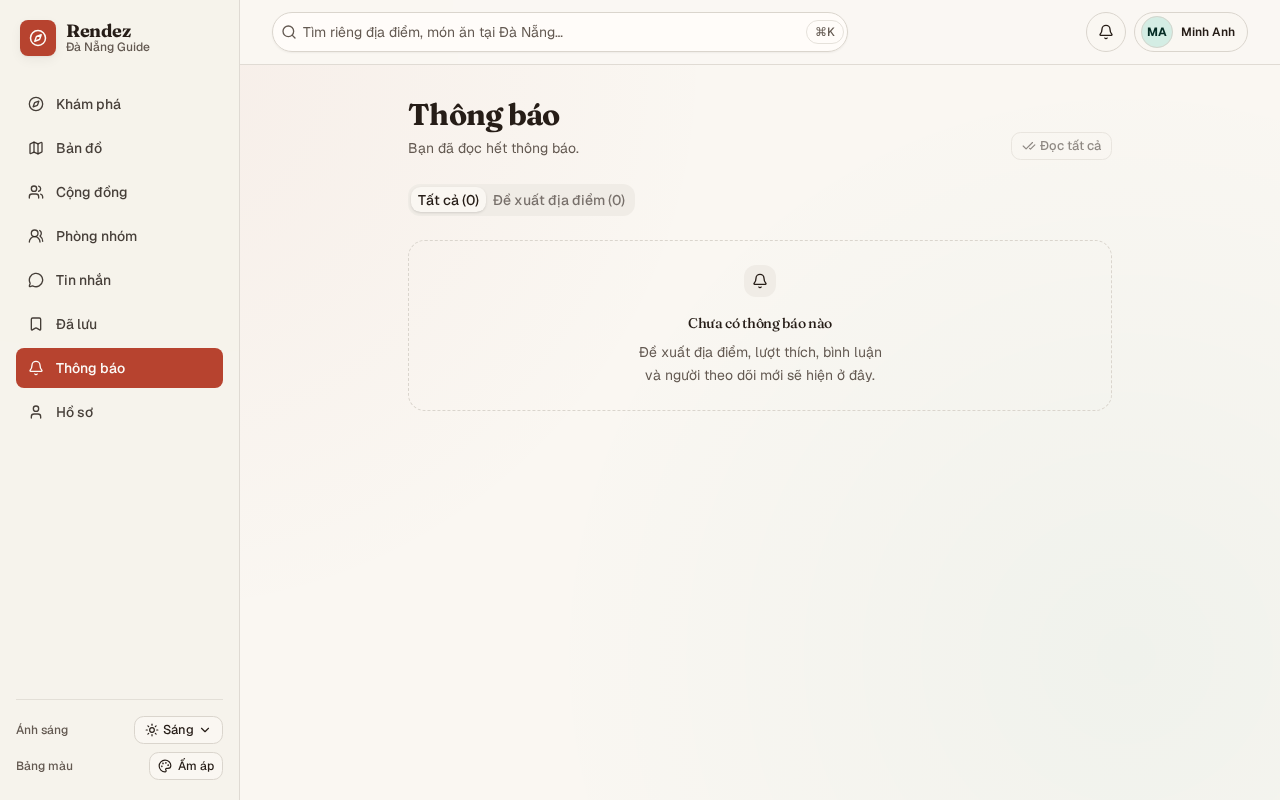 Rendez
Đà Nẵng Guide
Khám phá
Bản đồ
Cộng đồng
Phòng nhóm
Tin nhắn
Đã lưu
Thông báo
Hồ sơ
Ánh sáng
Sáng
Bảng màu
Ấm áp
Tìm riêng địa điểm, món ăn tại Đà Nẵng...
⌘K
MA
Minh Anh
Thông báo
Bạn đã đọc hết thông báo.
Đọc tất cả
Tất cả (0)
Đề xuất địa điểm (0)
Chưa có thông báo nào
Đề xuất địa điểm, lượt thích, bình luận
và người theo dõi mới sẽ hiện ở đây.